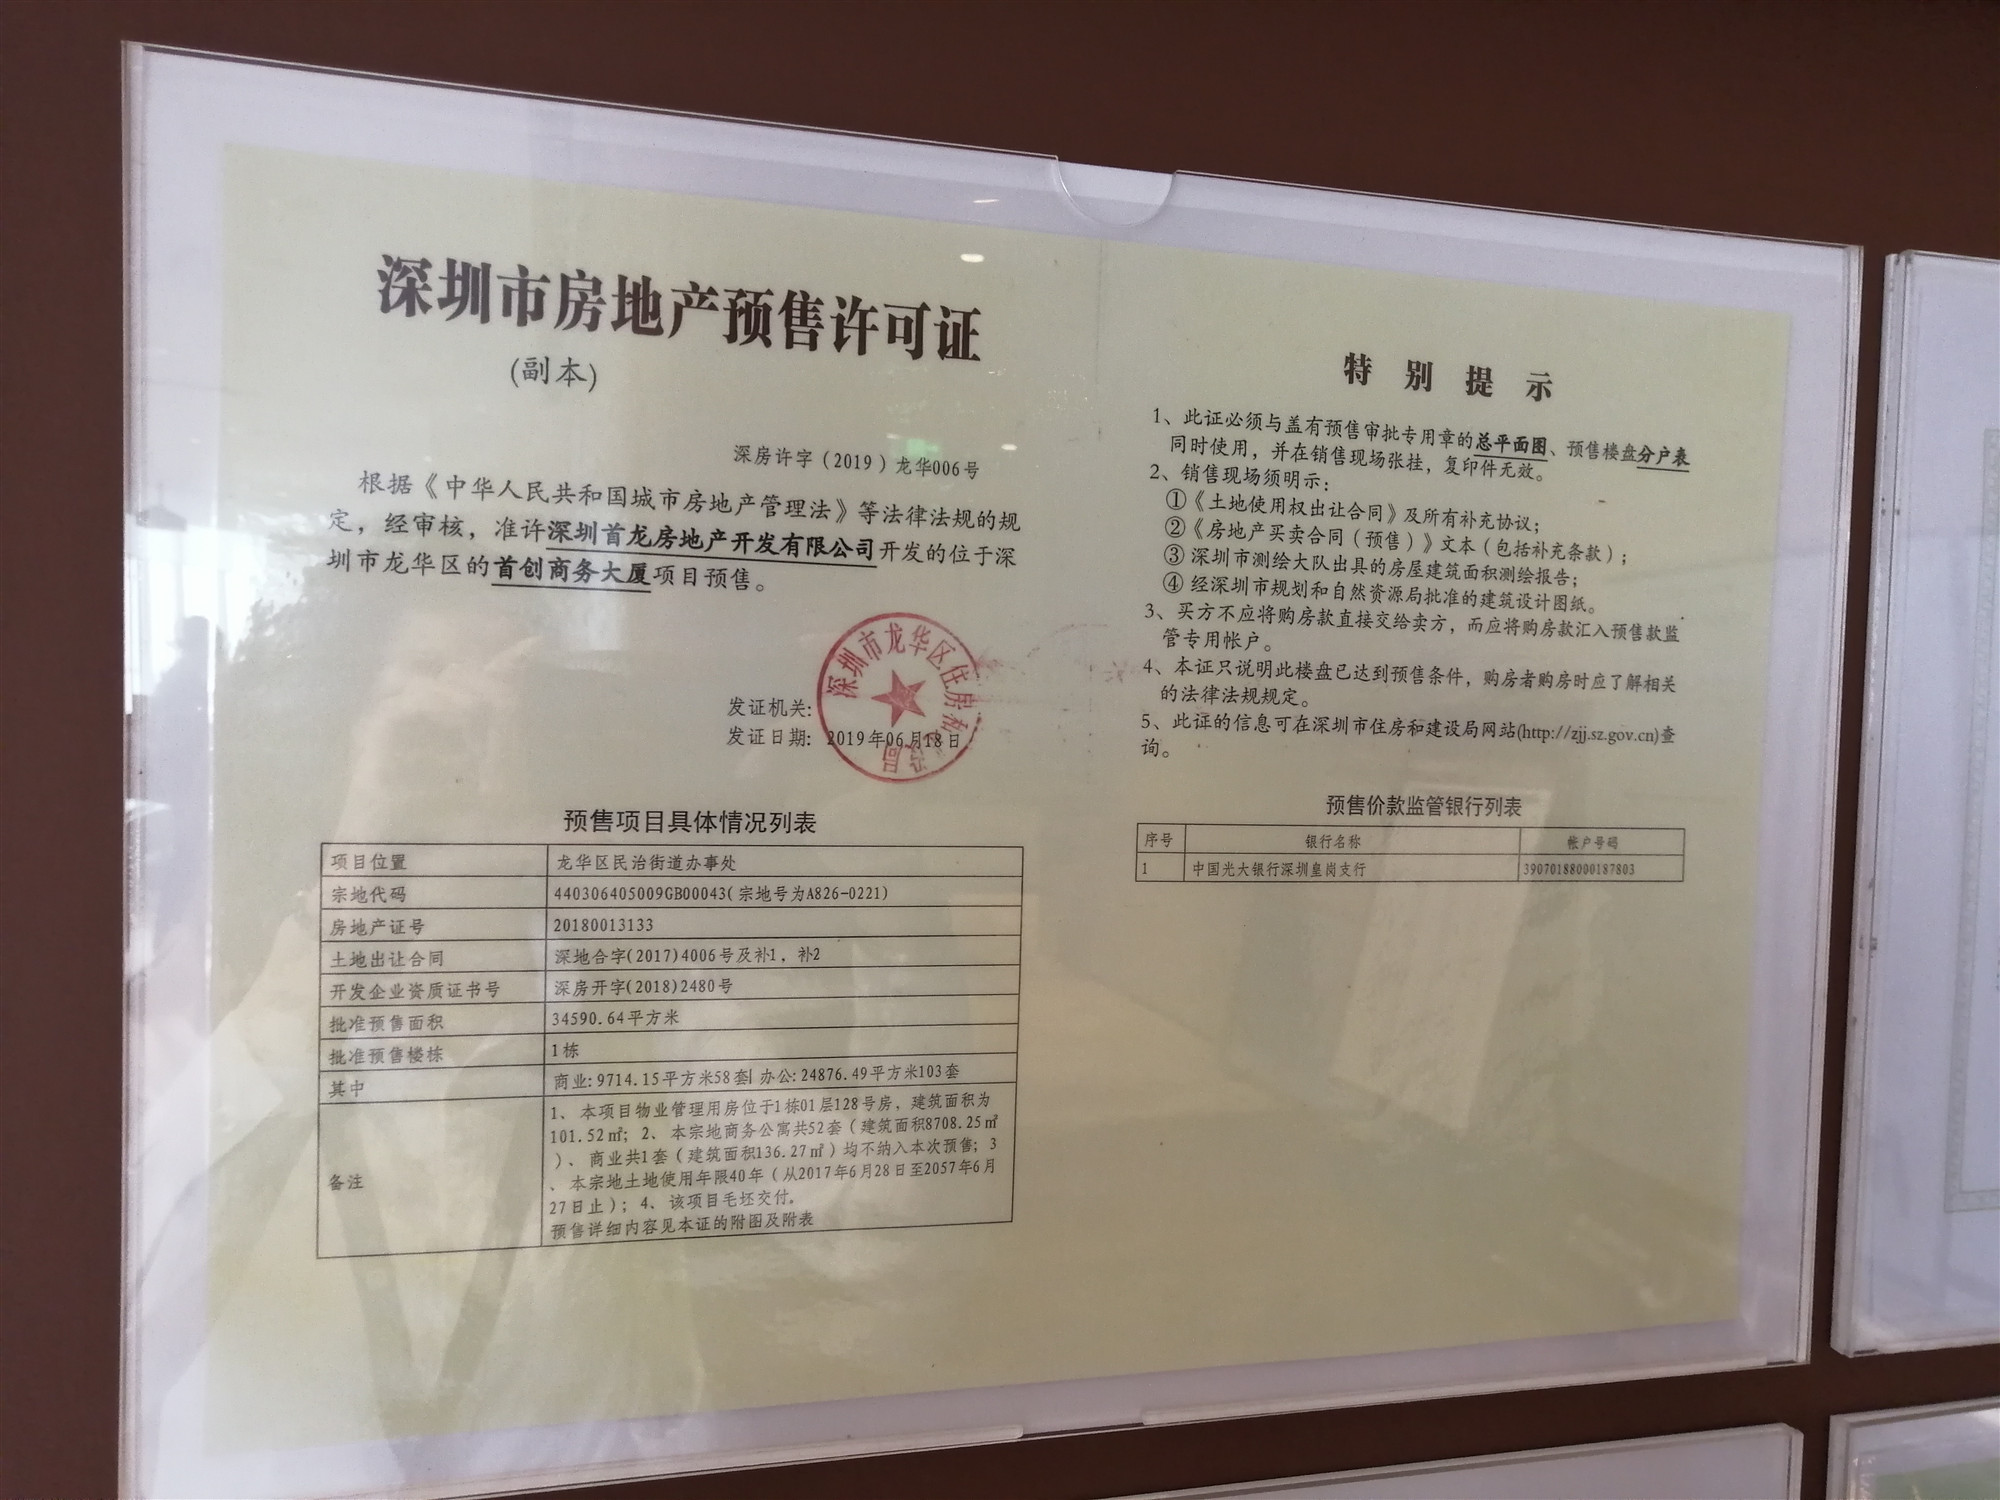 深圳市房地产预售许可证
(副本)
深房许字（2019）龙华006号
根据《中华人民共和国城市房地产管理法》等法律法规的规
定，经审核，准许深圳首龙房地产开发有限公司开发的位于深
圳市龙华区的首创商务大厦项目预售。
深圳市龙华区住房
发证机关:
发证日期: 2019年06月18日
预售项目具体情况列表
项目位置 龙华区民治街道办事处
宗地代码 440306405009GB00043(宗地号为A826-0221)
房地产证号 20180013133
土地出让合同 深地合字(2017)4006号及补1，补2
开发企业资质证书号 深房开字(2018)2480号
批准预售面积 34590.64平方米
批准预售楼栋 1栋
其中 商业:9714.15平方米58套| 办公:24876.49平方米103套
备注
1、本项目物业管理用房位于1栋01层128号房，建筑面积为
101.52㎡；2、本宗地商务公寓共52套（建筑面积8708.25㎡
）、商业共1套（建筑面积136.27㎡）均不纳入本次预售；3
、本宗地土地使用年限40年（从2017年6月28日至2057年6月
27日止）；4、该项目毛坯交付。
预售详细内容见本证的附图及附表
特别提示
1、此证必须与盖有预售审批专用章的总平面图、预售楼盘分户表
同时使用，并在销售现场张挂，复印件无效。
2、销售现场须明示：
①《土地使用权出让合同》及所有补充协议；
②《房地产买卖合同（预售）》文本（包括补充条款）；
③ 深圳市测绘大队出具的房屋建筑面积测绘报告；
④ 经深圳市规划和自然资源局批准的建筑设计图纸。
3、买方不应将购房款直接交给卖方，而应将购房款汇入预售款监
管专用帐户。
4、本证只说明此楼盘已达到预售条件，购房者购房时应了解相关
的法律法规规定。
5、此证的信息可在深圳市住房和建设局网站(http://zjj.sz.gov.cn)查
询。
预售价款监管银行列表
序号 银行名称 帐户号码
1 中国光大银行深圳皇岗支行 39070188000187803